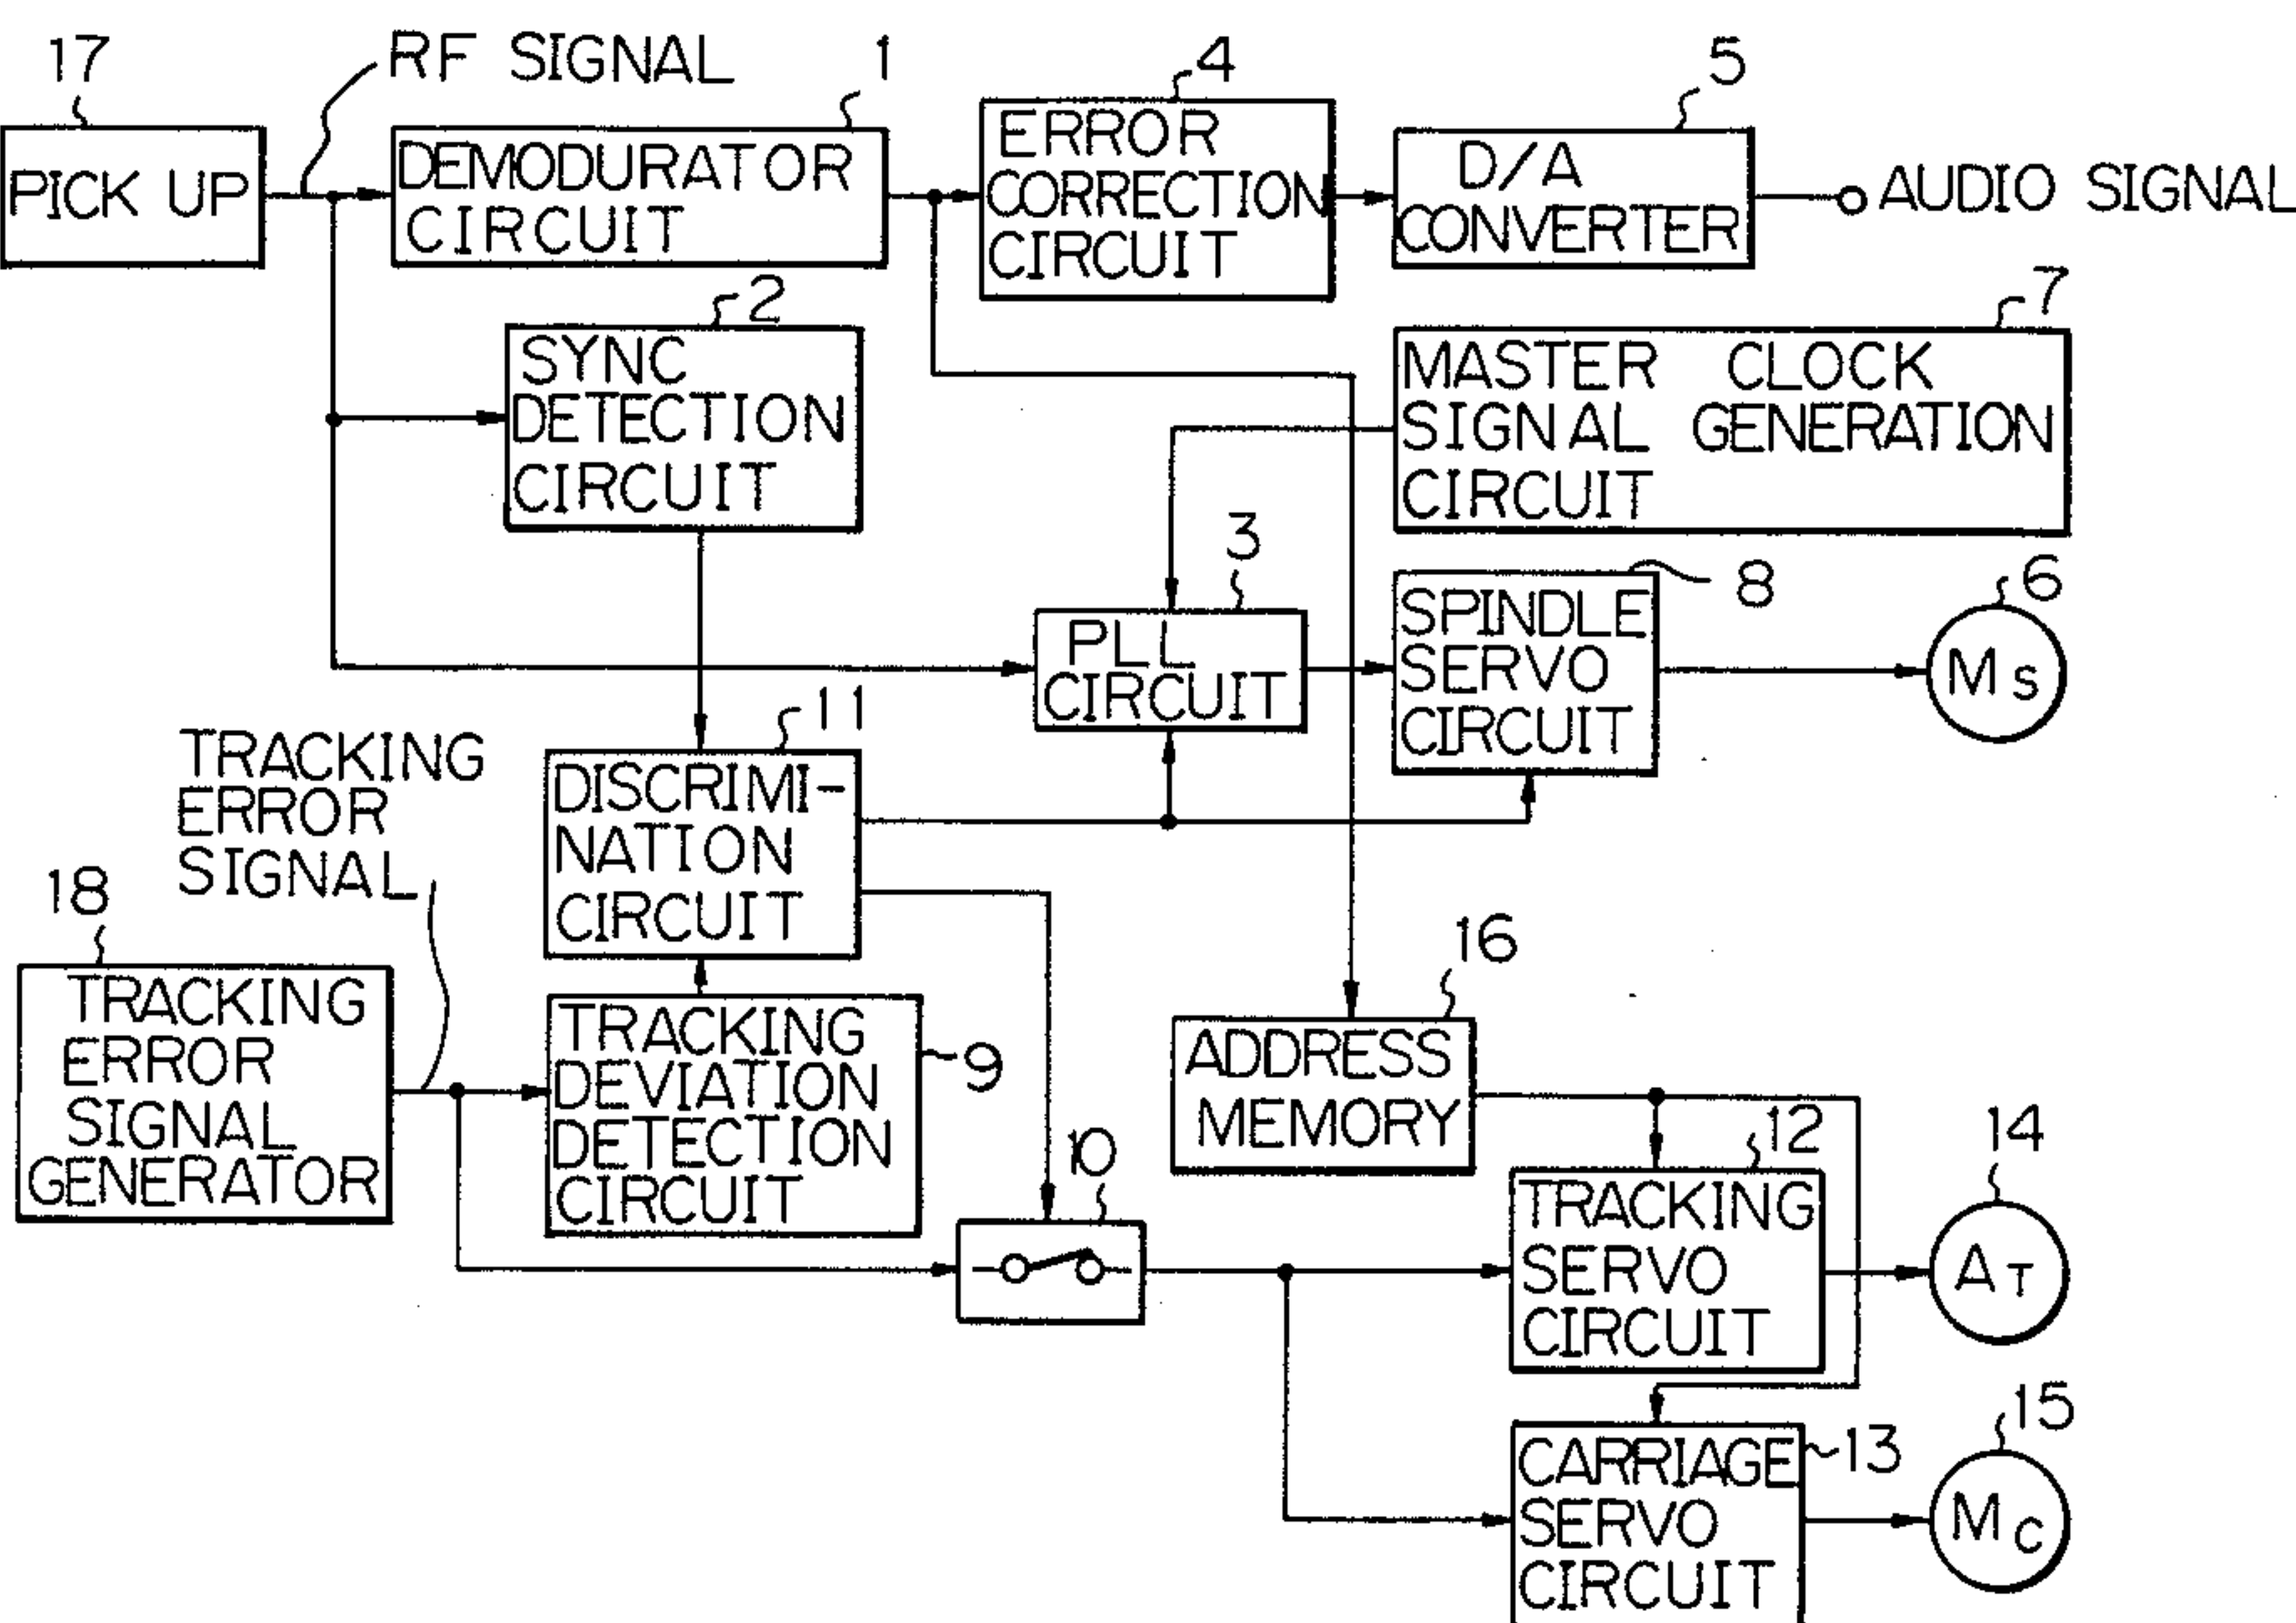 17
RF SIGNAL
1
4
5
PICK UP
DEMODURATOR
CIRCUIT
ERROR
CORRECTION
CIRCUIT
D/A
CONVERTER
AUDIO SIGNAL
2
SYNC
DETECTION
CIRCUIT
7
MASTER CLOCK
SIGNAL GENERATION
CIRCUIT
3
PLL
CIRCUIT
8
SPINDLE
SERVO
CIRCUIT
6
MS
TRACKING
ERROR
SIGNAL
11
DISCRIMI-
NATION
CIRCUIT
18
TRACKING
ERROR
SIGNAL
GENERATOR
TRACKING
DEVIATION
DETECTION
CIRCUIT
9
10
16
ADDRESS
MEMORY
12
TRACKING
SERVO
CIRCUIT
14
AT
CARRIAGE
SERVO
CIRCUIT
13
15
MC